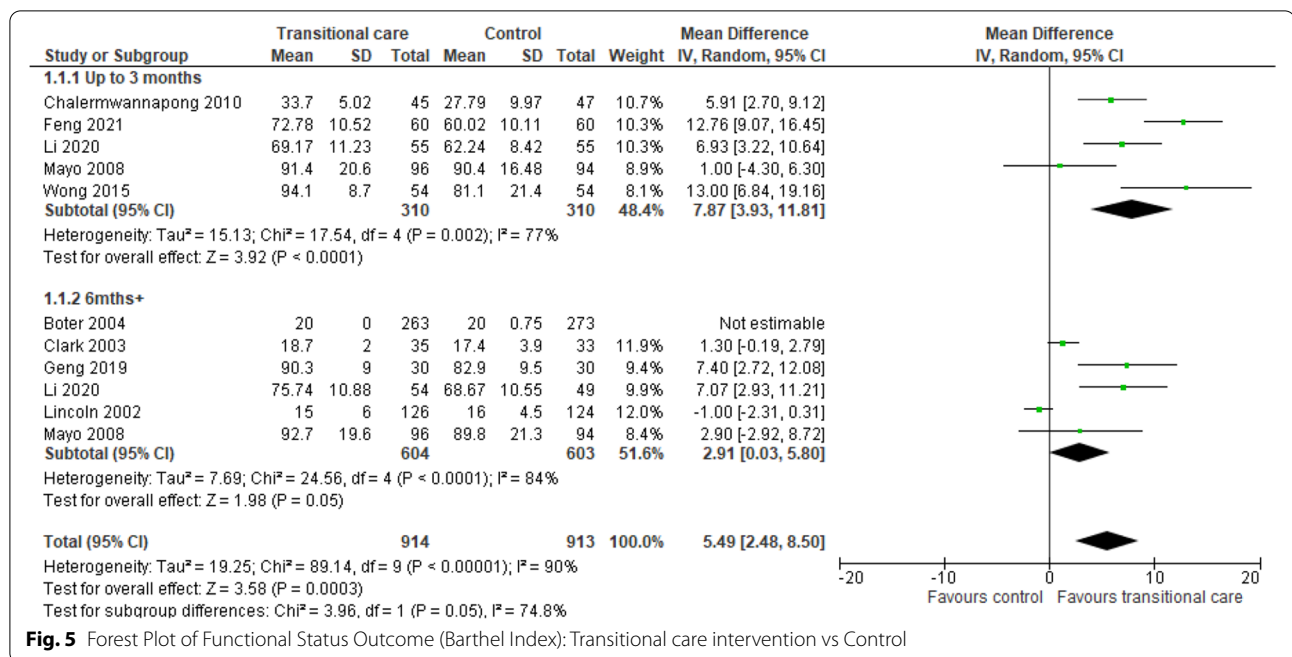 Transitional care Control Mean Difference Mean Difference
Study or Subgroup Mean SD Total Mean SD Total Weight IV, Random, 95% CI IV, Random, 95% CI
1.1.1 Up to 3 months
Chalermwannapong 2010 33.7 5.02 45 27.79 9.97 47 10.7% 5.91 [2.70, 9.12]
Feng 2021 72.78 10.52 60 60.02 10.11 60 10.3% 12.76 [9.07, 16.45]
Li 2020 69.17 11.23 55 62.24 8.42 55 10.3% 6.93 [3.22, 10.64]
Mayo 2008 91.4 20.6 96 90.4 16.48 94 8.9% 1.00 [-4.30, 6.30]
Wong 2015 94.1 8.7 54 81.1 21.4 54 8.1% 13.00 [6.84, 19.16]
Subtotal (95% CI) 310 310 48.4% 7.87 [3.93, 11.81]
Heterogeneity: Tau² = 15.13; Chi² = 17.54, df = 4 (P = 0.002); I² = 77%
Test for overall effect: Z = 3.92 (P < 0.0001)
1.1.2 6mths+
Boter 2004 20 0 263 20 0.75 273 Not estimable
Clark 2003 18.7 2 35 17.4 3.9 33 11.9% 1.30 [-0.19, 2.79]
Geng 2019 90.3 9 30 82.9 9.5 30 9.4% 7.40 [2.72, 12.08]
Li 2020 75.74 10.88 54 68.67 10.55 49 9.9% 7.07 [2.93, 11.21]
Lincoln 2002 15 6 126 16 4.5 124 12.0% -1.00 [-2.31, 0.31]
Mayo 2008 92.7 19.6 96 89.8 21.3 94 8.4% 2.90 [-2.92, 8.72]
Subtotal (95% CI) 604 603 51.6% 2.91 [0.03, 5.80]
Heterogeneity: Tau² = 7.69; Chi² = 24.56, df = 4 (P < 0.0001); I² = 84%
Test for overall effect: Z = 1.98 (P = 0.05)
Total (95% CI) 914 913 100.0% 5.49 [2.48, 8.50]
Heterogeneity: Tau² = 19.25; Chi² = 89.14, df = 9 (P < 0.00001); I² = 90%
Test for overall effect: Z = 3.58 (P = 0.0003)
Test for subgroup differences: Chi² = 3.96, df = 1 (P = 0.05), I² = 74.8%
-20 -10 0 10 20
Favours control Favours transitional care
Fig. 5 Forest Plot of Functional Status Outcome (Barthel Index): Transitional care intervention vs Control